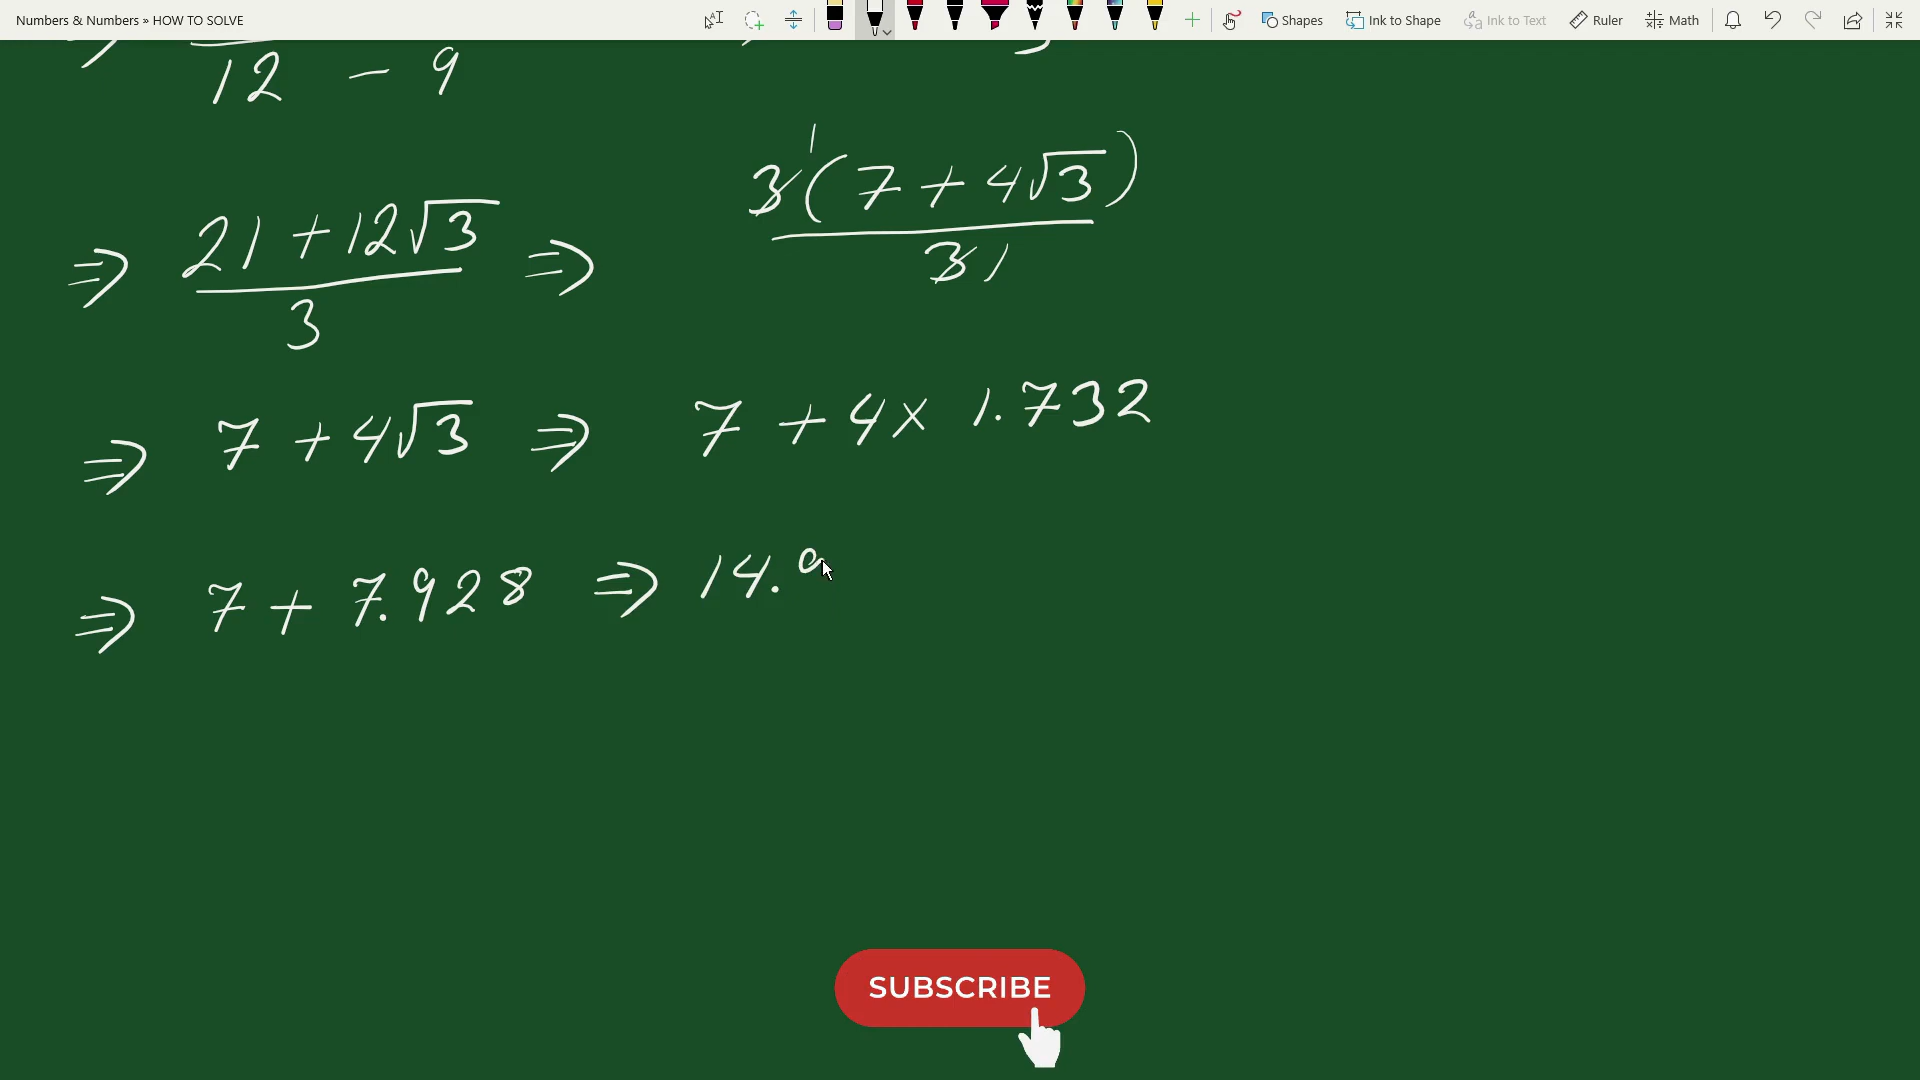 Numbers & Numbers » HOW TO SOLVE
Shapes Ink to Shape Ink to Text Ruler Math
12 - 9
⇒ 21 + 12√3 / 3 ⇒ 3(7 + 4√3) / 3 1
1
⇒ 7 + 4√3 ⇒ 7 + 4 × 1.732
⇒ 7 + 7.928 ⇒ 14.9
SUBSCRIBE